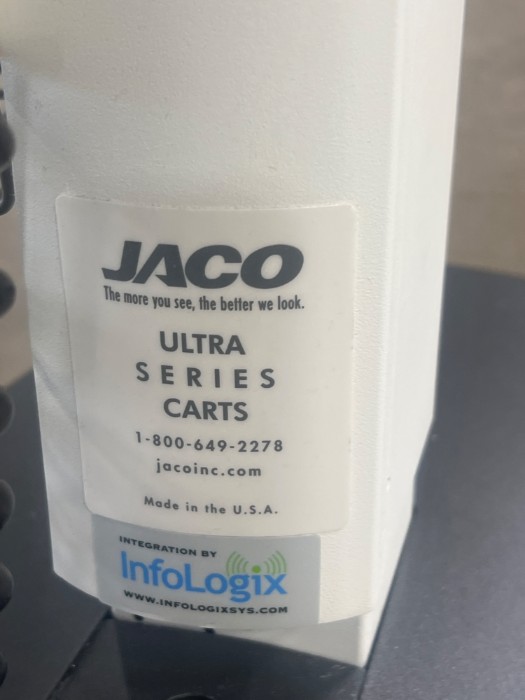 JACO
The more you see, the better we look.
ULTRA
SERIES
CARTS
1-800-649-2278
jacoinc.com
Made in the U.S.A.
INTEGRATION BY
InfoLogix
WWW.INFOLOGIXSYS.COM